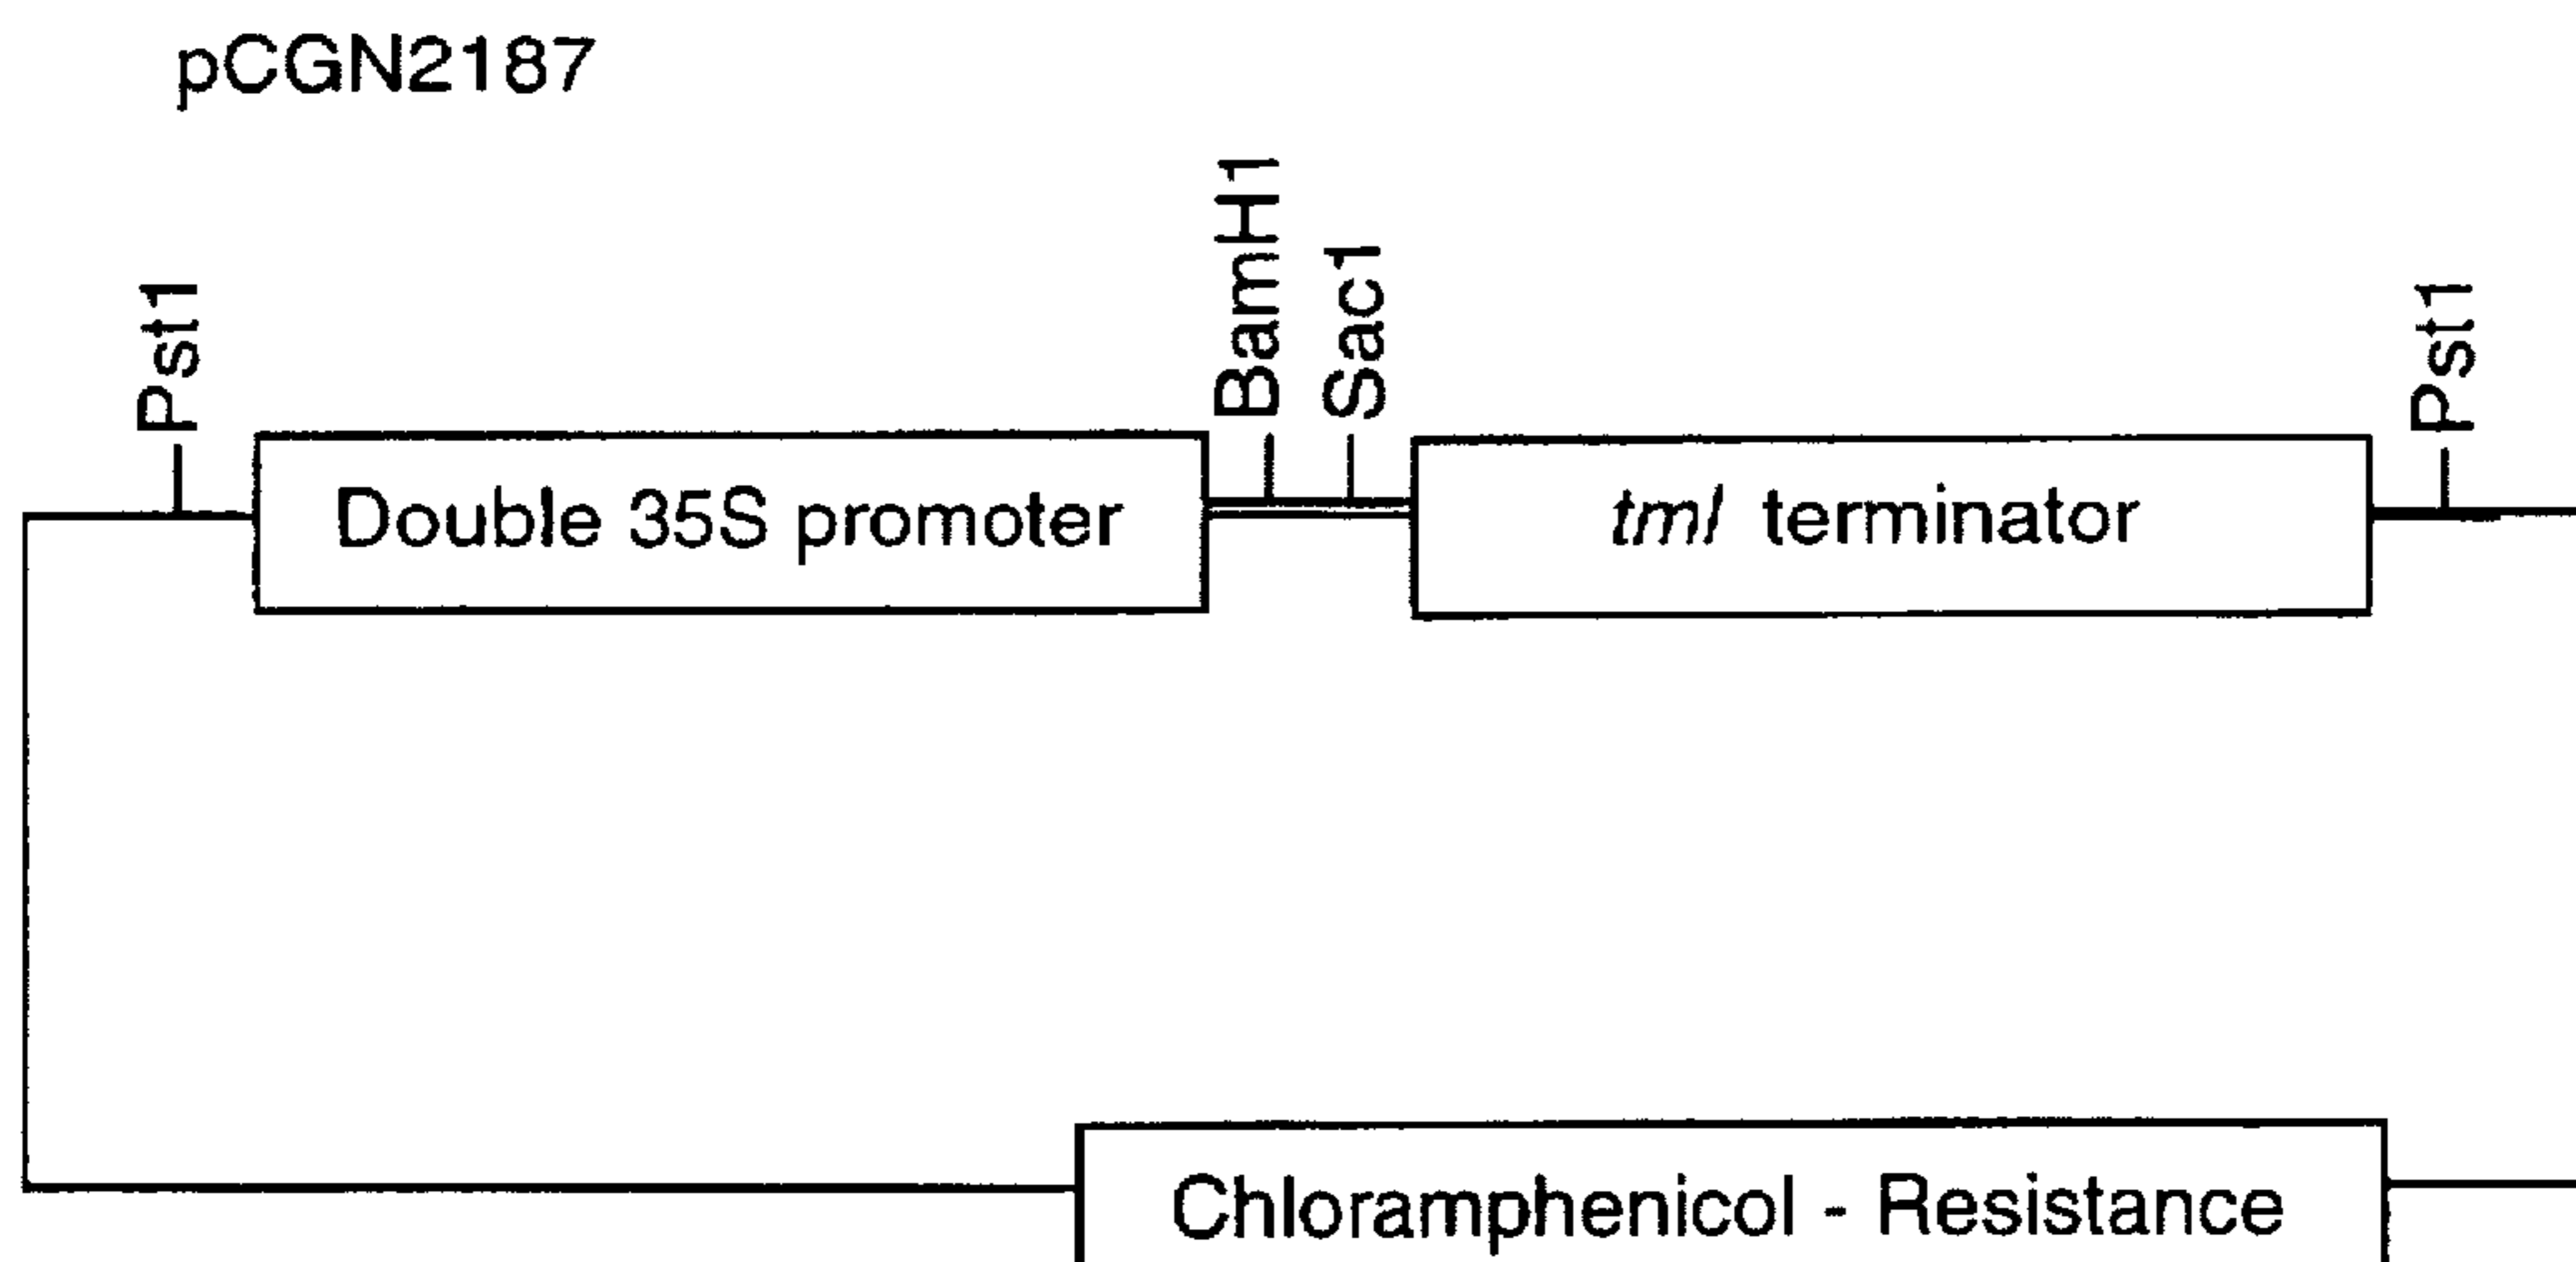 pCGN2187
Pst1
BamH1
Sac1
Pst1
Double 35S promoter
tml terminator
Chloramphenicol - Resistance